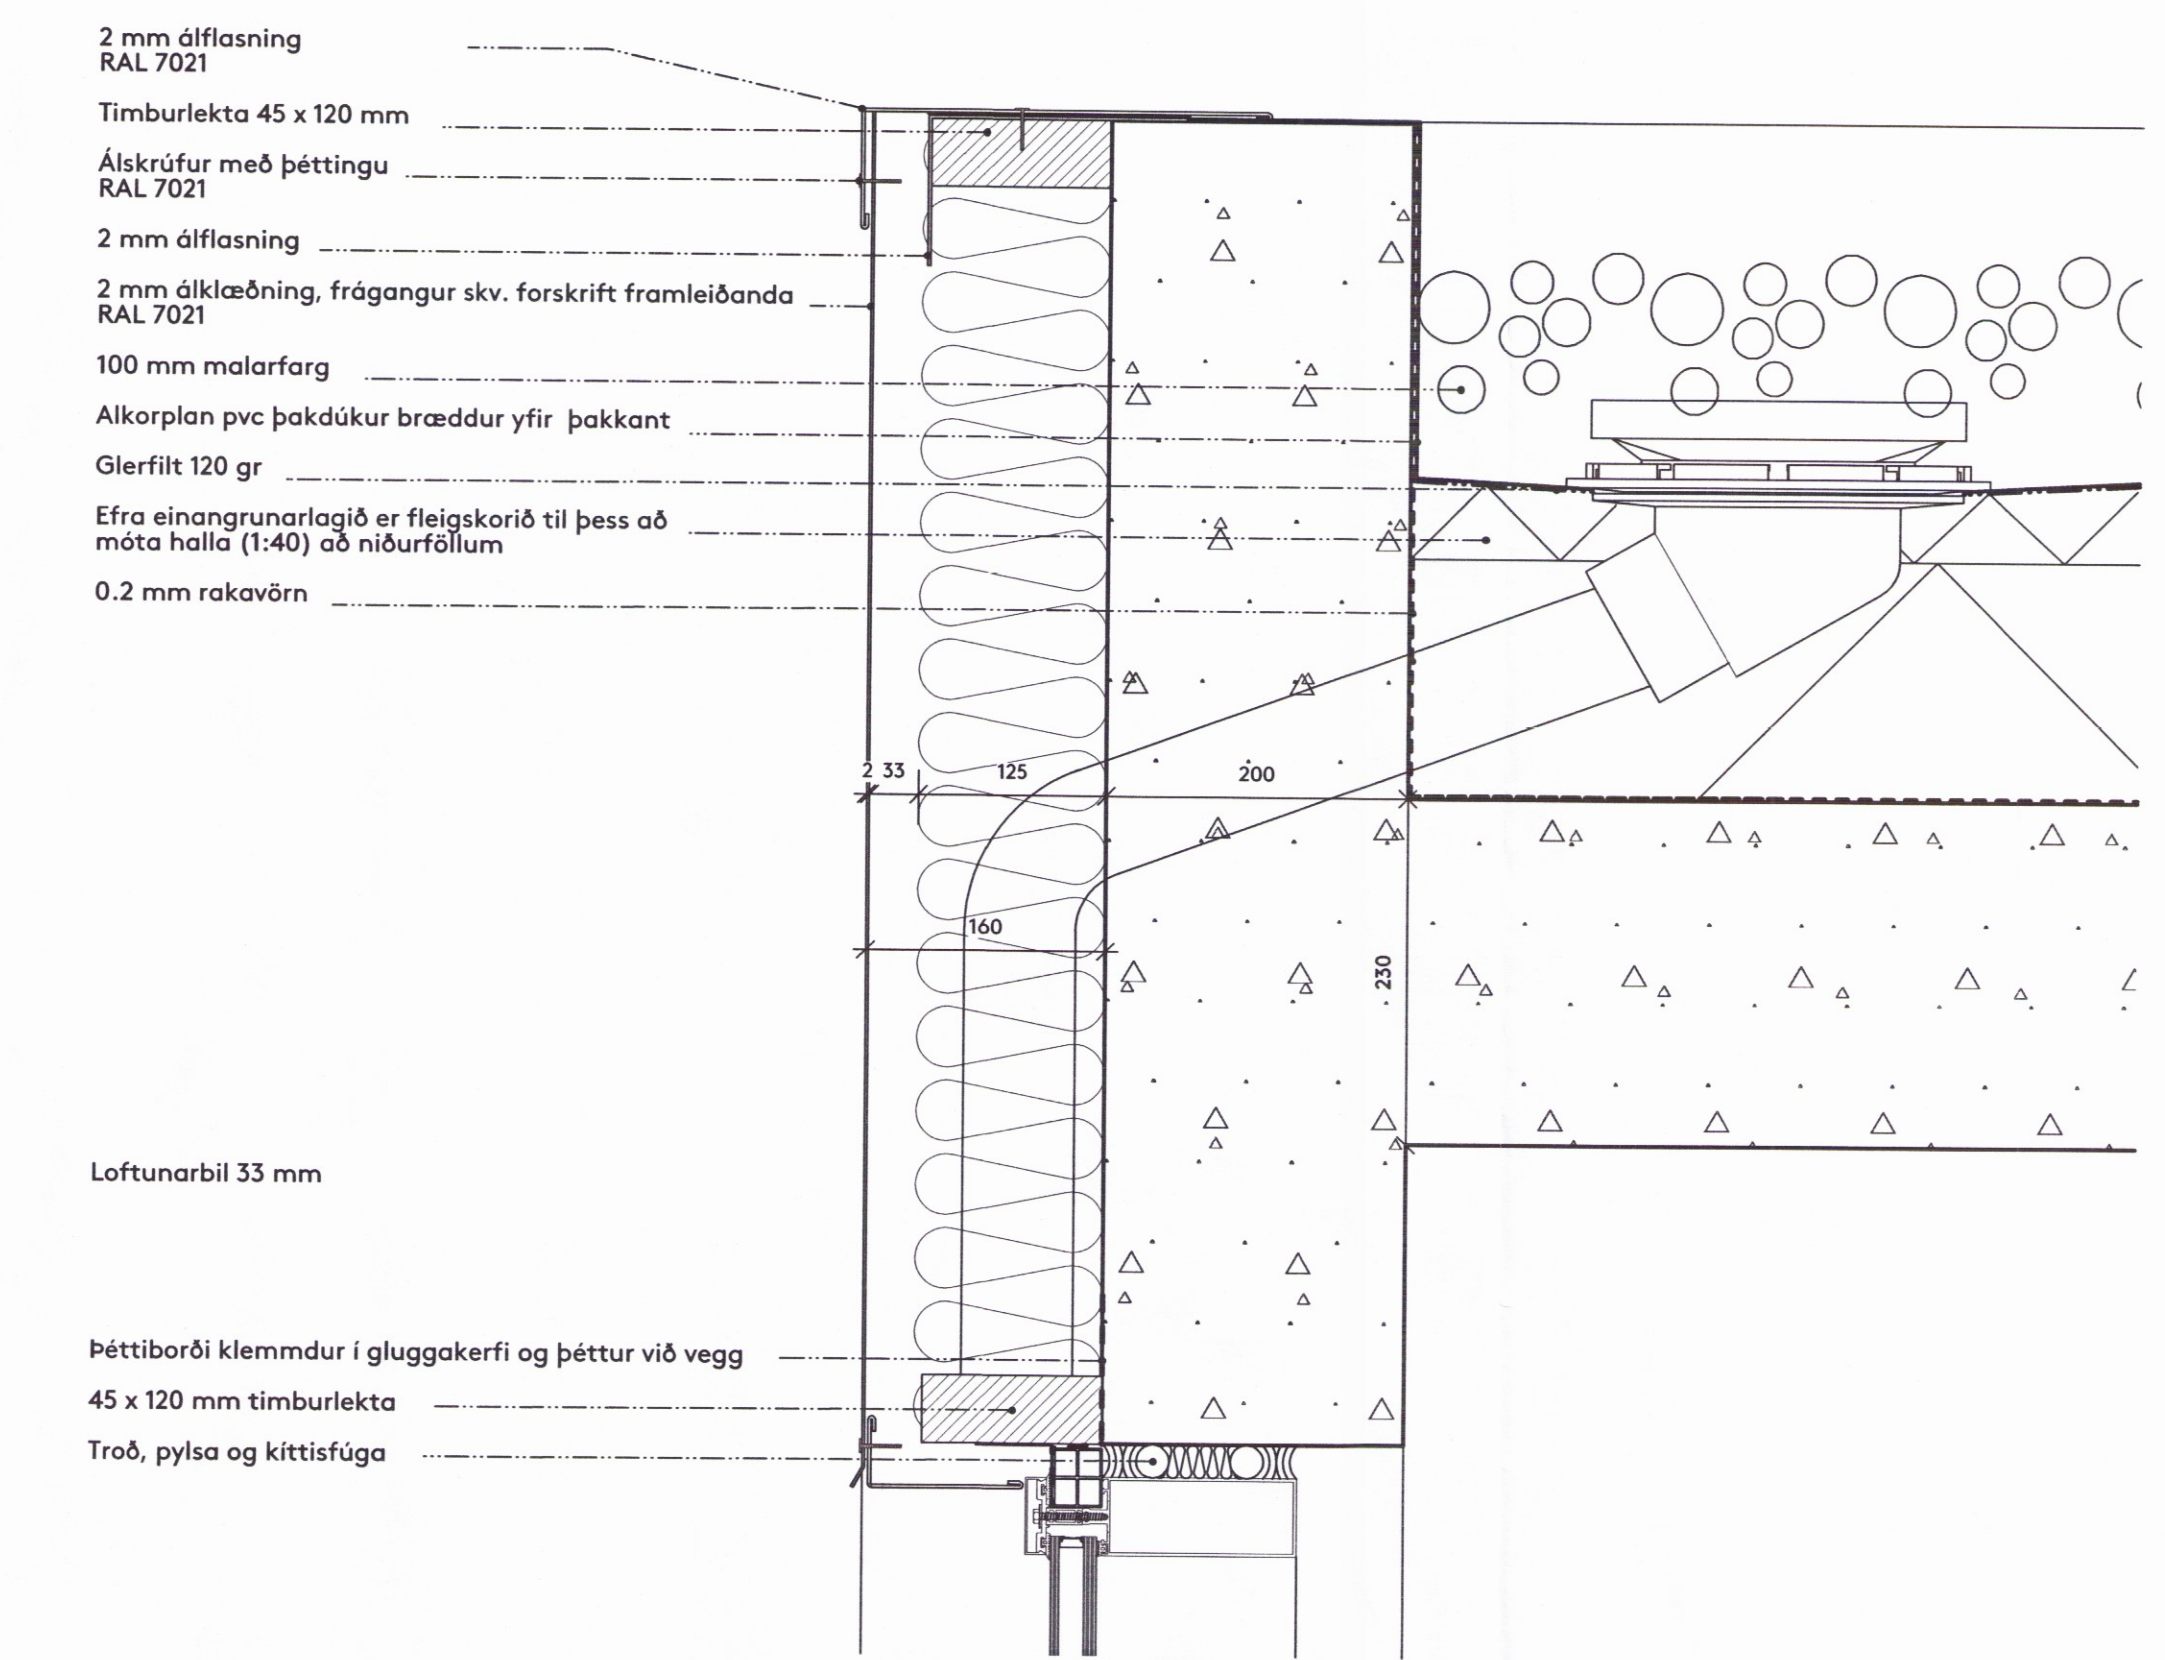 2 mm álflasning
RAL 7021
Timburlekta 45 x 120 mm
Álskrúfur með þéttingu
RAL 7021
2 mm álflasning
2 mm álklæðning, frágangur skv. forskrift framleiðanda
RAL 7021
100 mm malarfarg
Alkorplan pvc þakdúkur bræddur yfir þakkant
Glerfilt 120 gr
Efra einangrunarlagið er fleigskorið til þess að
móta halla (1:40) að niðurföllum
0.2 mm rakavörn
2 33 125 200
160
230
Loftunarbil 33 mm
Þéttiborði klemmdur í gluggakerfi og þéttur við vegg
45 x 120 mm timburlekta
Troð, pylsa og kíttisfúga